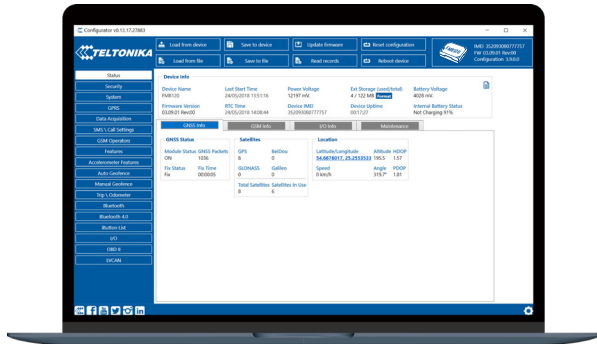 Configurator v0.13.17.27883
TELTONIKA
Load from device
Save to device
Update firmware
Reset configuration
Load from file
Save to file
Read records
Reboot device
FMB120
IMEI 352093080777757
FW 03.09.01 Rev:00
Configuration 1.9.0.0
Status
Security
System
GPRS
Data Acquisition
SMS \ Call Settings
GSM Operators
Features
Accelerometer Features
Auto Geofence
Manual Geofence
Trip \ Odometer
Bluetooth
Bluetooth 4.0
iButton List
I/O
OBD II
LVCAN
Device Info
Device Name Last Start Time Power Voltage Ext Storage (used/total) Battery Voltage
FMB120 24/05/2018 13:51:16 12197 mV. 4 / 122 MB Format 4028 mV.
Firmware Version RTC Time Device IMEI Device Uptime Internal Battery Status
03.09.01 Rev:00 24/05/2018 14:08:44 352093080777757 00:17:27 Not Charging 91%
GNSS Info GSM Info I/O Info Maintenance
GNSS Status
Module Status GNSS Packets
ON 1036
Fix Status Fix Time
Fix 00:00:05
Satellites
GPS BeiDou
8 0
GLONASS Galileo
0 0
Total Satellites Satellites In Use
8 6
Location
Latitude/Longitude Altitude HDOP
54.6678017, 25.2553533 195.5 1.57
Speed Angle PDOP
0 km/h 319.7° 1.81